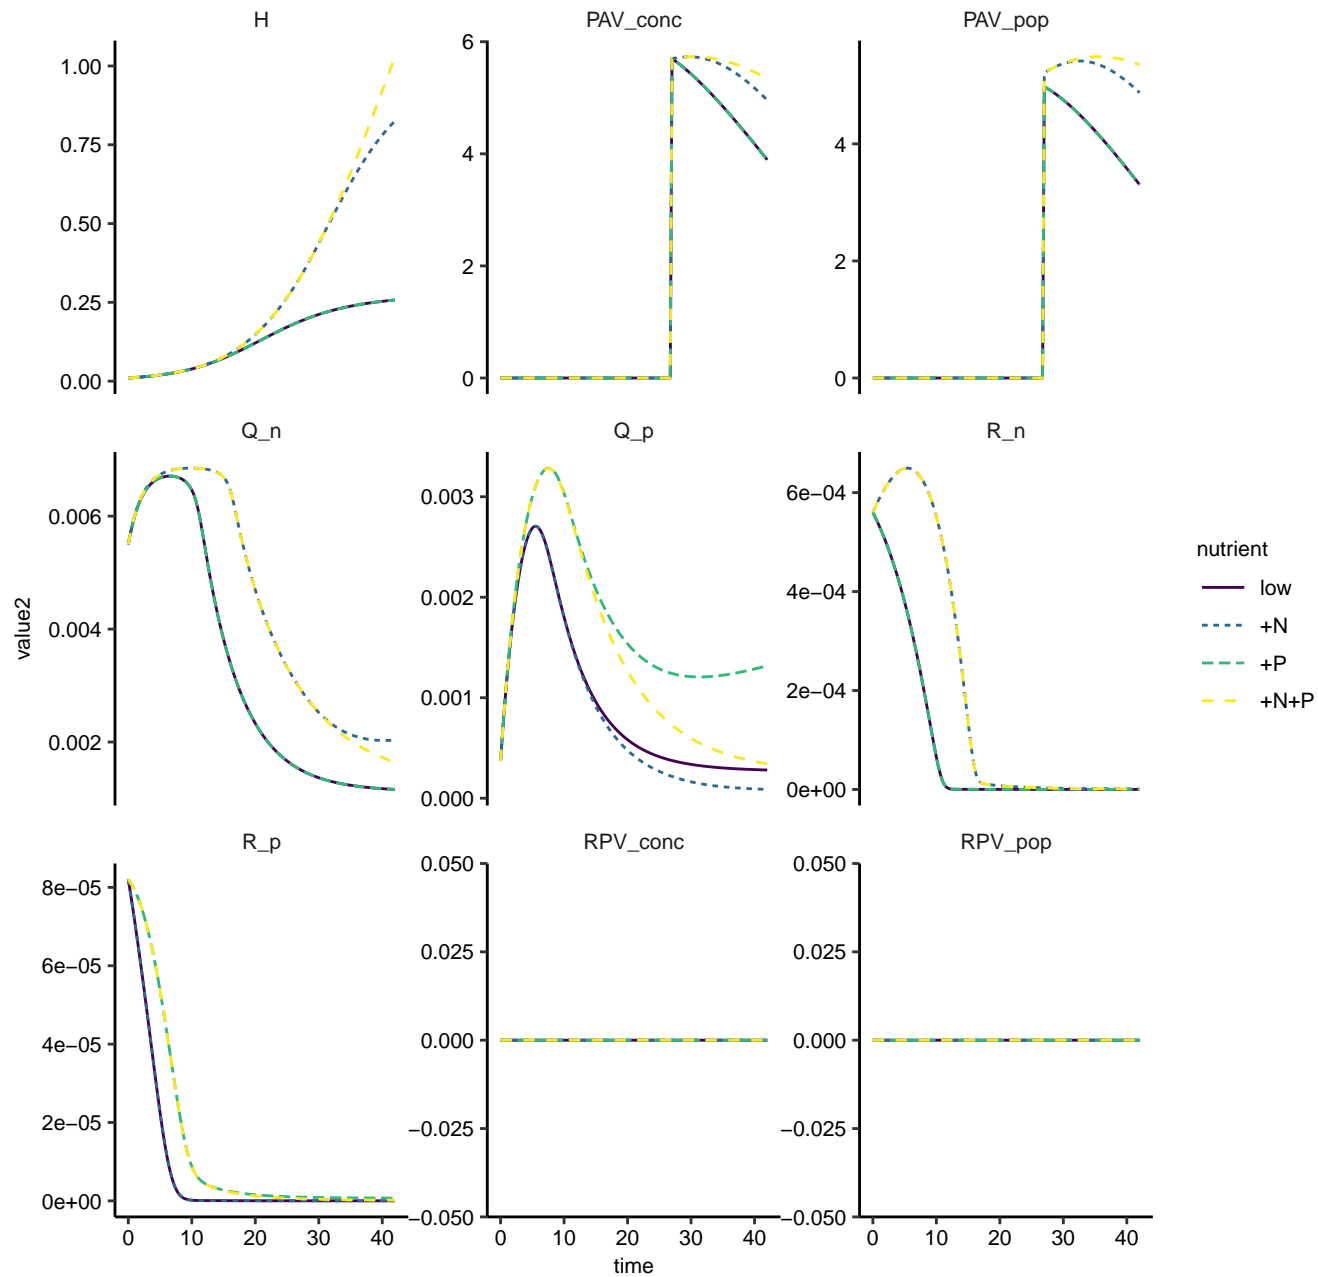 H
PAV_conc
PAV_pop
1.00
0.75
0.50
0.25
0.00
6
4
2
0
4
2
0
Q_n
Q_p
R_n
0.006
0.004
0.002
0.003
0.002
0.001
0.000
6e−04
4e−04
2e−04
0e+00
value2
nutrient
low
+N
+P
+N+P
R_p
RPV_conc
RPV_pop
8e−05
6e−05
4e−05
2e−05
0e+00
0.050
0.025
0.000
−0.025
−0.050
0.050
0.025
0.000
−0.025
−0.050
0 10 20 30 40
0 10 20 30 40
0 10 20 30 40
time